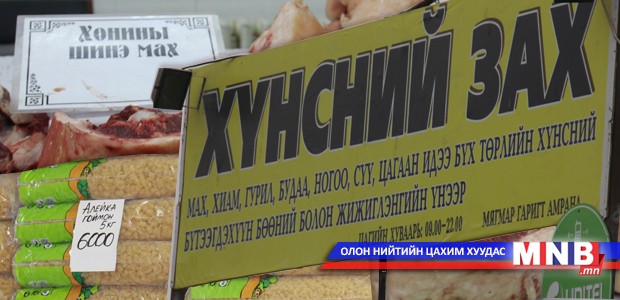 Хонины
шинэ мах
ХҮНСНИЙ ЗАХ
МАХ, ХИАМ, ГУРИЛ, БУДАА, НОГОО, СҮҮ, ЦАГААН ИДЭЭ БҮХ ТӨРЛИЙН ХҮНСНИЙ
БҮТЭЭГДЭХҮҮН БӨӨНИЙ БОЛОН ЖИЖИГЛЭНГИЙН ҮНЭЭР
ЦАГИЙН ХУВААРЬ: 09.00-22.00 МЯГМАР ГАРИГТ АМРАНА
Алейка
гоймон
5кг
6000
ОЛОН НИЙТИЙН ЦАХИМ ХУУДАС MNB
.mn
UNITEL